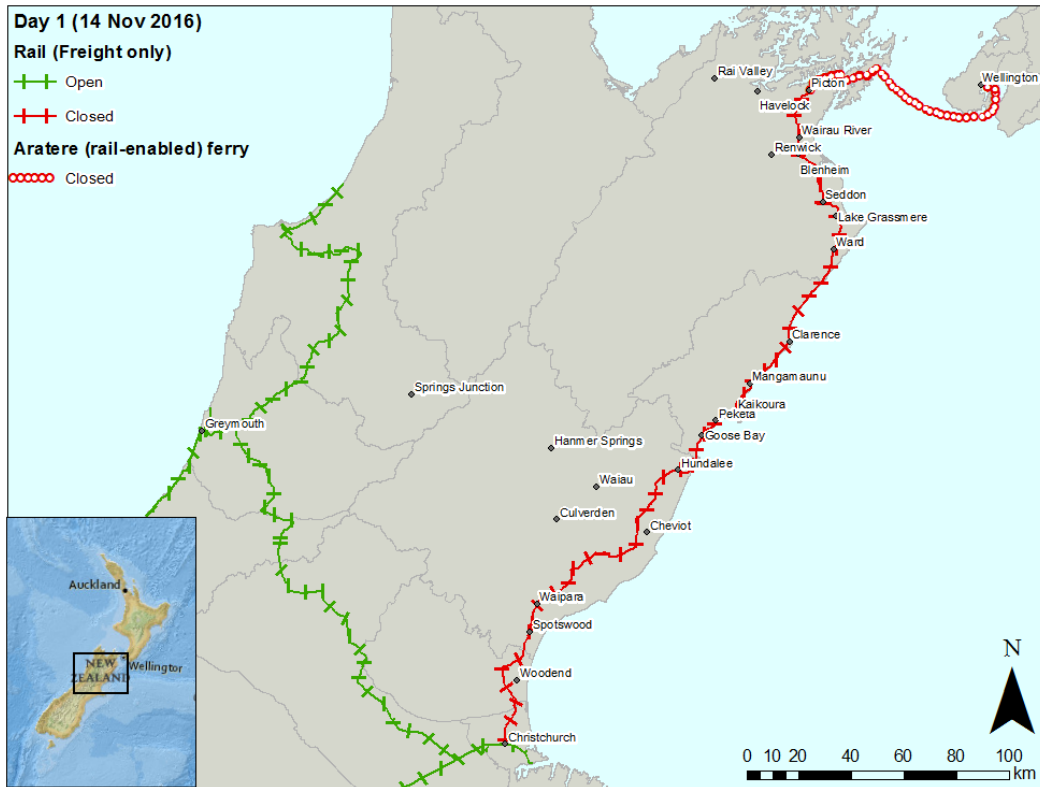 Day 1 (14 Nov 2016)
Rail (Freight only)
Open
Closed
Aratere (rail-enabled) ferry
Closed
Rai Valley
Picton
Wellington
Havelock
Wairau River
Renwick
Blenheim
Seddon
Lake Grassmere
Ward
Clarence
Mangamaunu
Springs Junction
Kaikoura
Peketa
Greymouth
Goose Bay
Hanmer Springs
Hundalee
Waiau
Culverden
Cheviot
Waipara
Spotswood
Woodend
Christchurch
Auckland
Wellingtor
NEW
ZEALAND
N
0 20 40 60 80 100
km